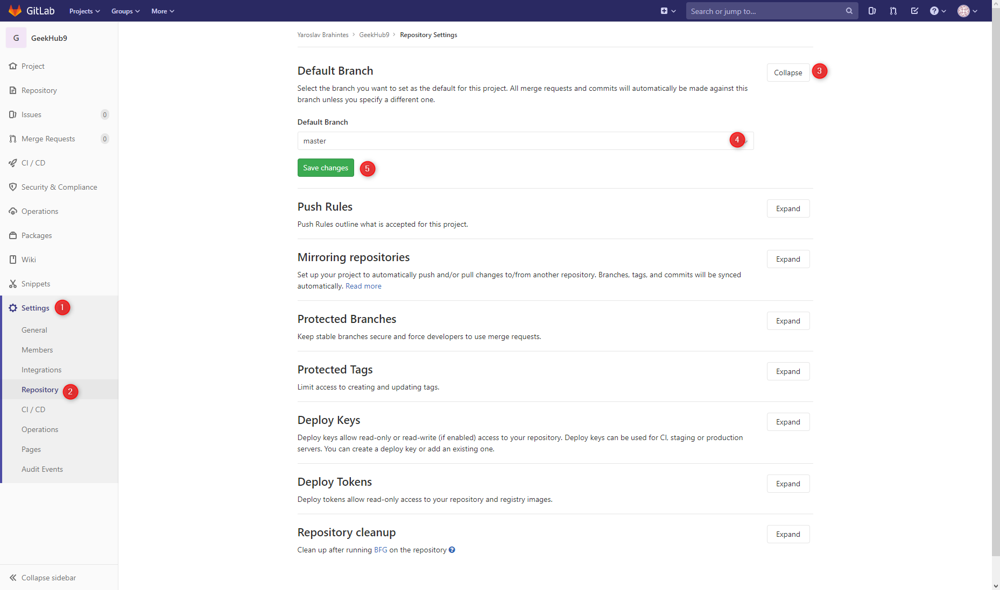 GitLab Projects Groups More Search or jump to...
G GeekHub9
Project
Repository
Issues 0
Merge Requests 0
CI / CD
Security & Compliance
Operations
Packages
Wiki
Snippets
Settings 1
General
Members
Integrations
Repository 2
CI / CD
Operations
Pages
Audit Events
Collapse sidebar
Yaroslav Brahintes > GeekHub9 > Repository Settings
Default Branch
Collapse 3
Select the branch you want to set as the default for this project. All merge requests and commits will automatically be made against this
branch unless you specify a different one.
Default Branch
master 4
Save changes 5
Push Rules
Expand
Push Rules outline what is accepted for this project.
Mirroring repositories
Expand
Set up your project to automatically push and/or pull changes to/from another repository. Branches, tags, and commits will be synced
automatically. Read more
Protected Branches
Expand
Keep stable branches secure and force developers to use merge requests.
Protected Tags
Expand
Limit access to creating and updating tags.
Deploy Keys
Expand
Deploy keys allow read-only or read-write (if enabled) access to your repository. Deploy keys can be used for CI, staging or production
servers. You can create a deploy key or add an existing one.
Deploy Tokens
Expand
Deploy tokens allow read-only access to your repository and registry images.
Repository cleanup
Expand
Clean up after running BFG on the repository ?